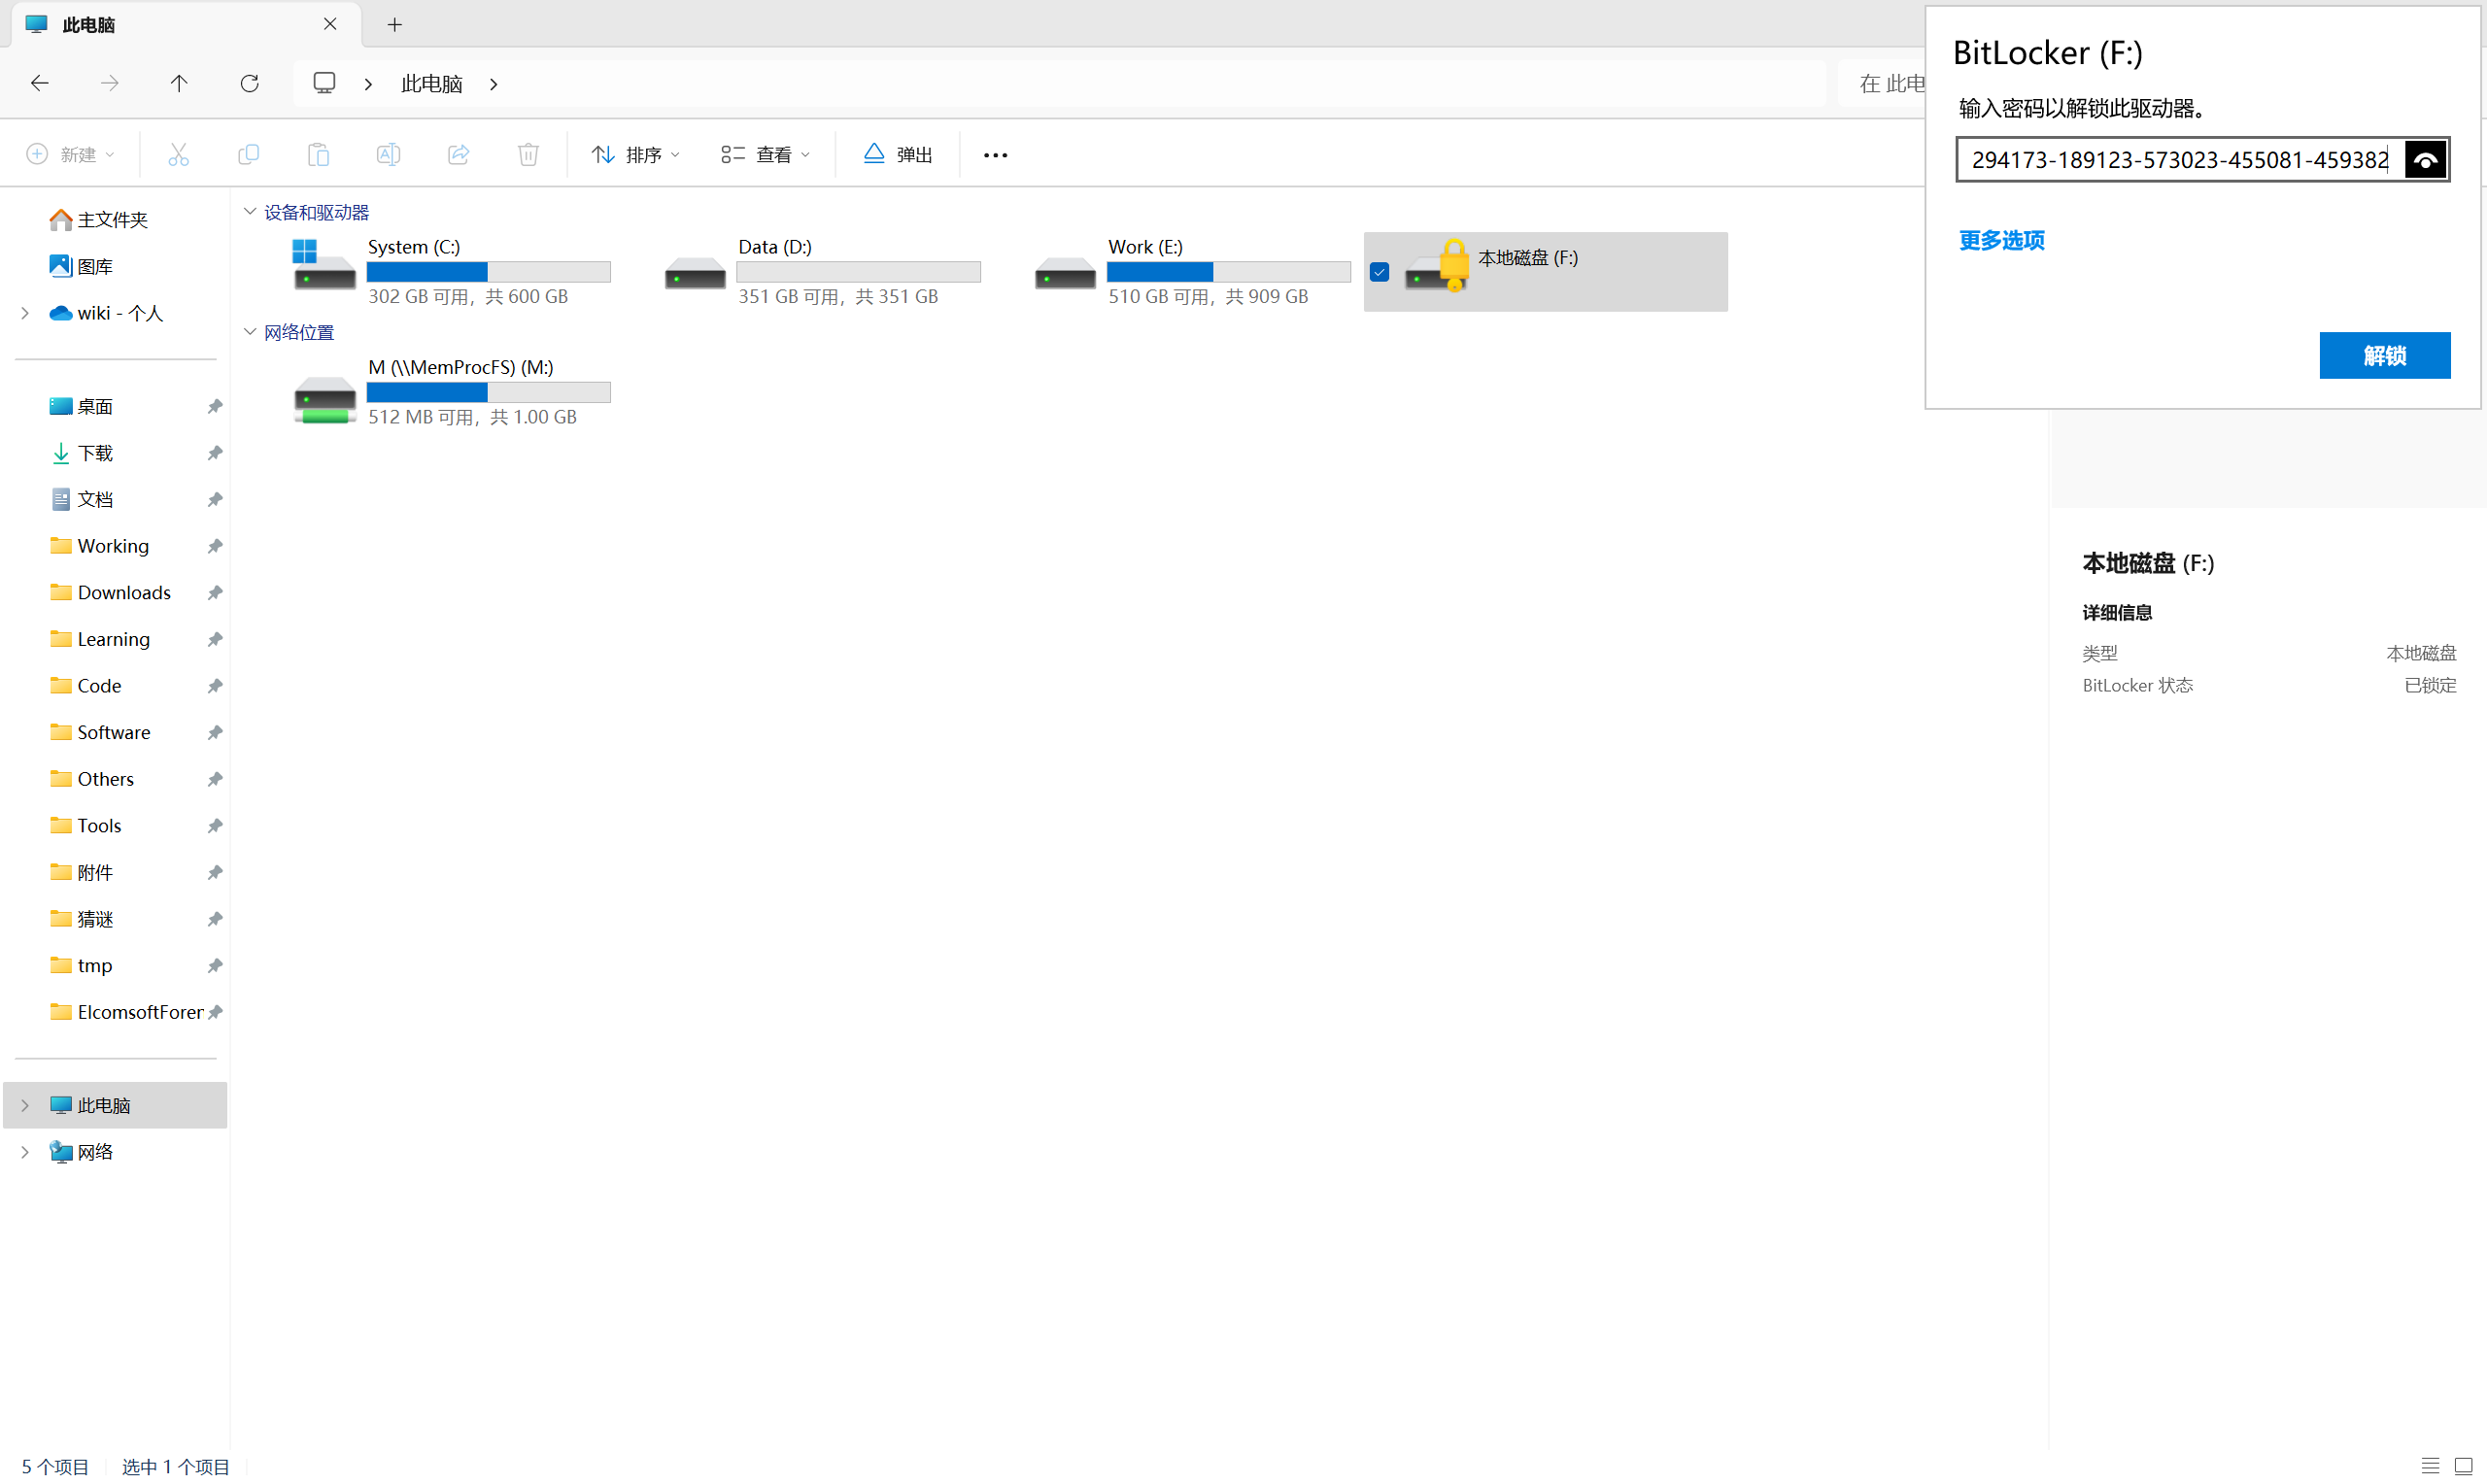 此电脑
此电脑
在 此电
新建
排序
查看
弹出
主文件夹
图库
wiki - 个人
桌面
下载
文档
Working
Downloads
Learning
Code
Software
Others
Tools
附件
猜谜
tmp
ElcomsoftForen
此电脑
网络
设备和驱动器
System (C:)
302 GB 可用，共 600 GB
Data (D:)
351 GB 可用，共 351 GB
Work (E:)
510 GB 可用，共 909 GB
本地磁盘 (F:)
网络位置
M (\\MemProcFS) (M:)
512 MB 可用，共 1.00 GB
BitLocker (F:)
输入密码以解锁此驱动器。
294173-189123-573023-455081-459382
更多选项
解锁
本地磁盘 (F:)
详细信息
类型 本地磁盘
BitLocker 状态 已锁定
5 个项目 选中 1 个项目